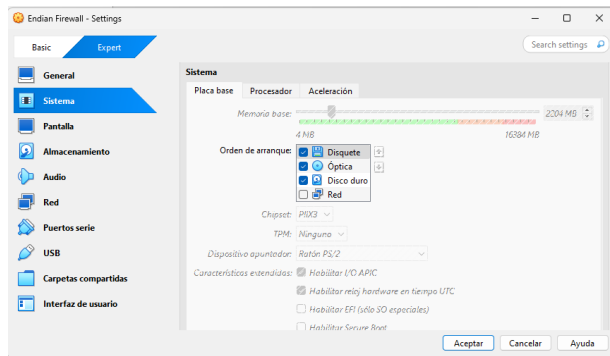 Endian Firewall - Settings
Basic Expert Search settings
General
Sistema
Pantalla
Almacenamiento
Audio
Red
Puertos serie
USB
Carpetas compartidas
Interfaz de usuario
Sistema
Placa base Procesador Aceleración
Memoria base: 2204 MB
4 MB 16384 MB
Orden de arranque: Disquete
Óptica
Disco duro
Red
Chipset: PIIX3
TPM: Ninguno
Dispositivo apuntador: Ratón PS/2
Características extendidas: Habilitar I/O APIC
Habilitar reloj hardware en tiempo UTC
Habilitar EFI (sólo SO especiales)
Habilitar Secure Boot
Aceptar Cancelar Ayuda